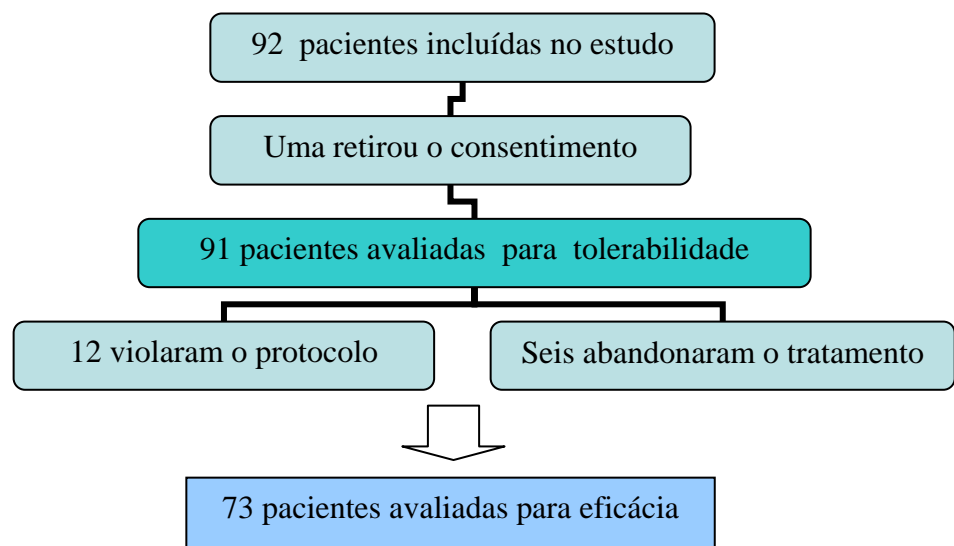 92 pacientes incluídas no estudo
Uma retirou o consentimento
91 pacientes avaliadas para tolerabilidade
12 violaram o protocolo
Seis abandonaram o tratamento
73 pacientes avaliadas para eficácia